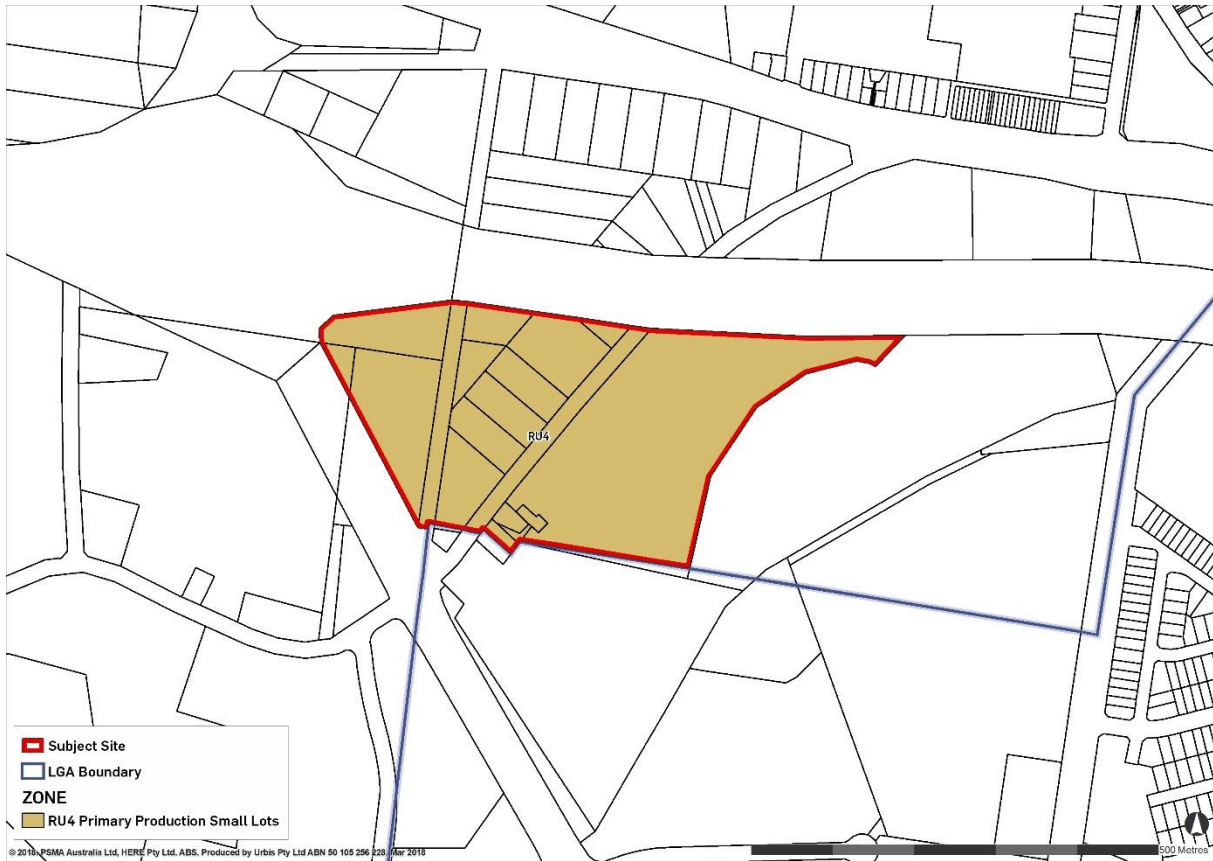 RU4
Subject Site
LGA Boundary
ZONE
RU4 Primary Production Small Lots
© 2018. PSMA Australia Ltd, HERE Pty Ltd. ABS. Produced by Urbis Pty Ltd ABN 50 105 256 228. Mar 2018
500 Metres